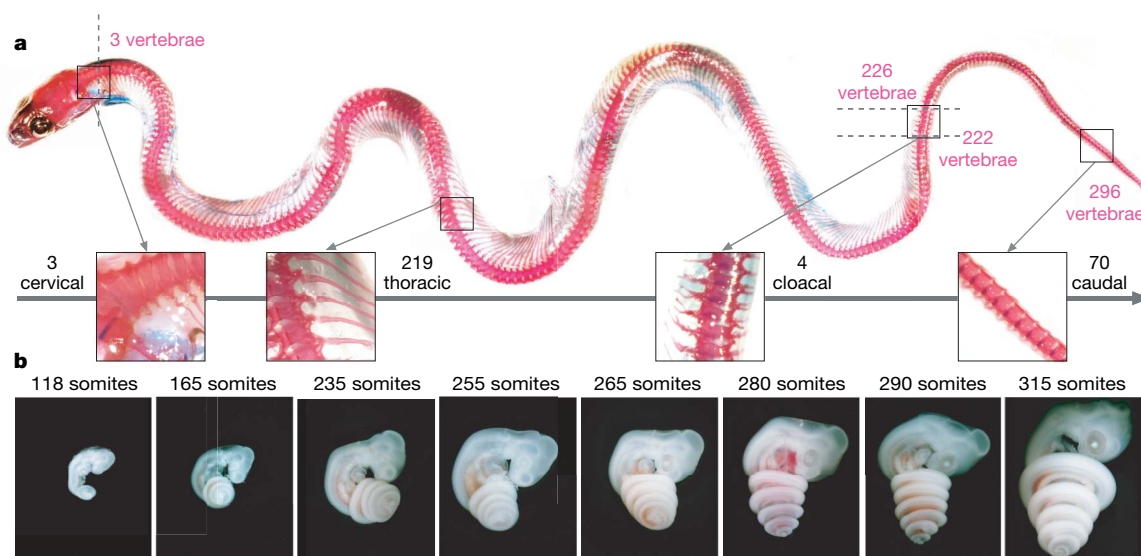 a
3 vertebrae
226
vertebrae
222
vertebrae
296
vertebrae
3
cervical
219
thoracic
4
cloacal
70
caudal
b
118 somites
165 somites
235 somites
255 somites
265 somites
280 somites
290 somites
315 somites